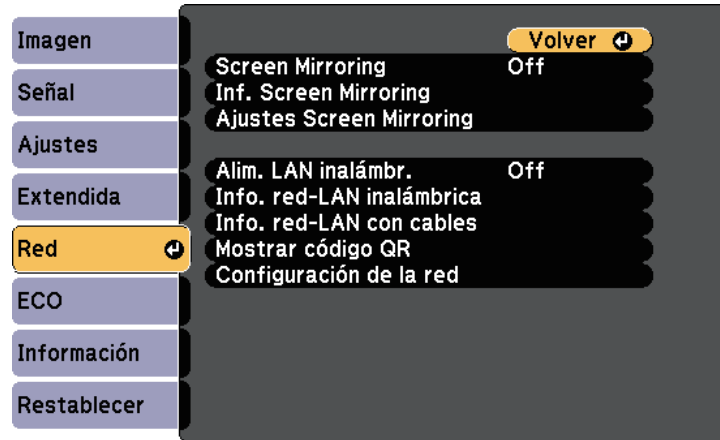 Imagen
Señal
Ajustes
Extendida
Red
ECO
Información
Restablecer
Volver
Screen Mirroring Off
Inf. Screen Mirroring
Ajustes Screen Mirroring
Alim. LAN inalámbr. Off
Info. red-LAN inalámbrica
Info. red-LAN con cables
Mostrar código QR
Configuración de la red